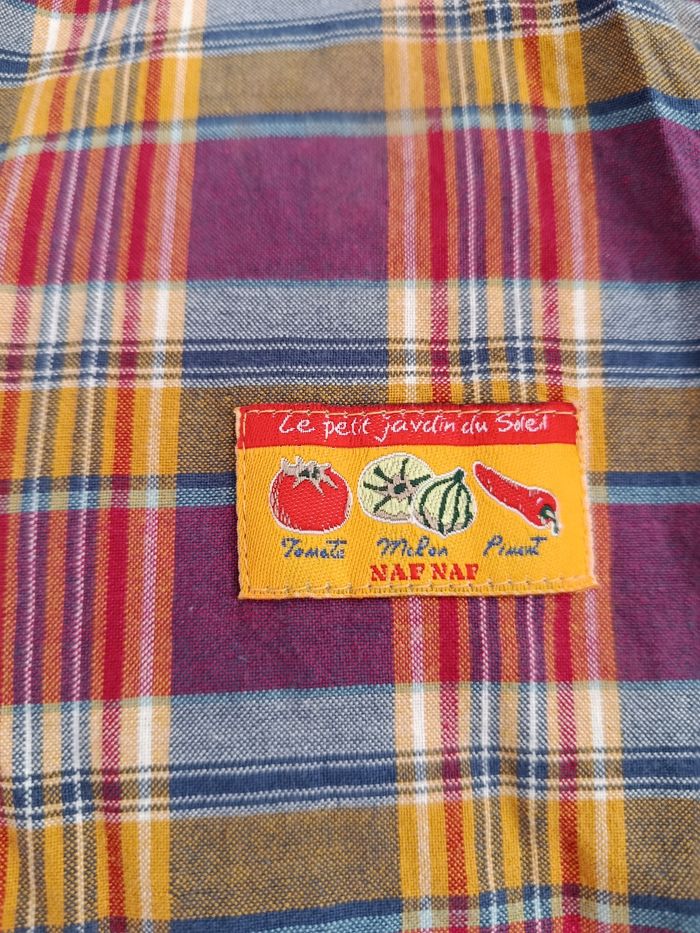 Le petit jardin du Soleil
Tomate Melon Piment
NAF NAF